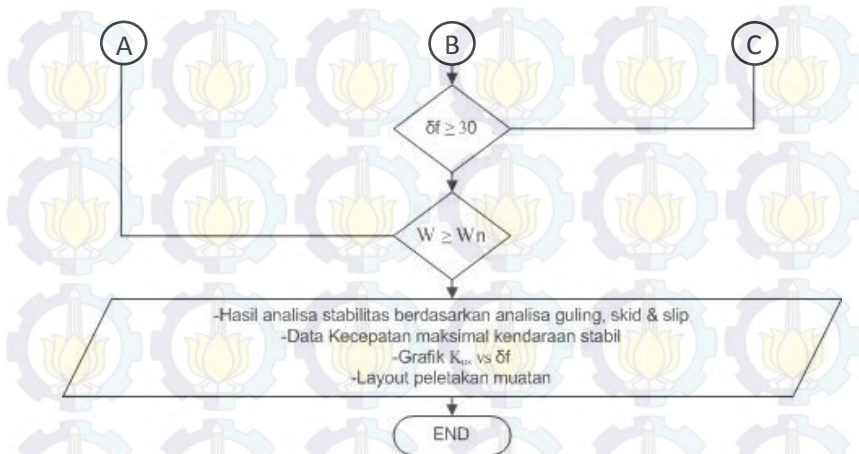 A B C
δf ≥ 30
W ≥ Wn
-Hasil analisa stabilitas berdasarkan analisa guling, skid & slip
-Data Kecepatan maksimal kendaraan stabil
-Grafik Kus vs δf
-Layout peletakan muatan
END